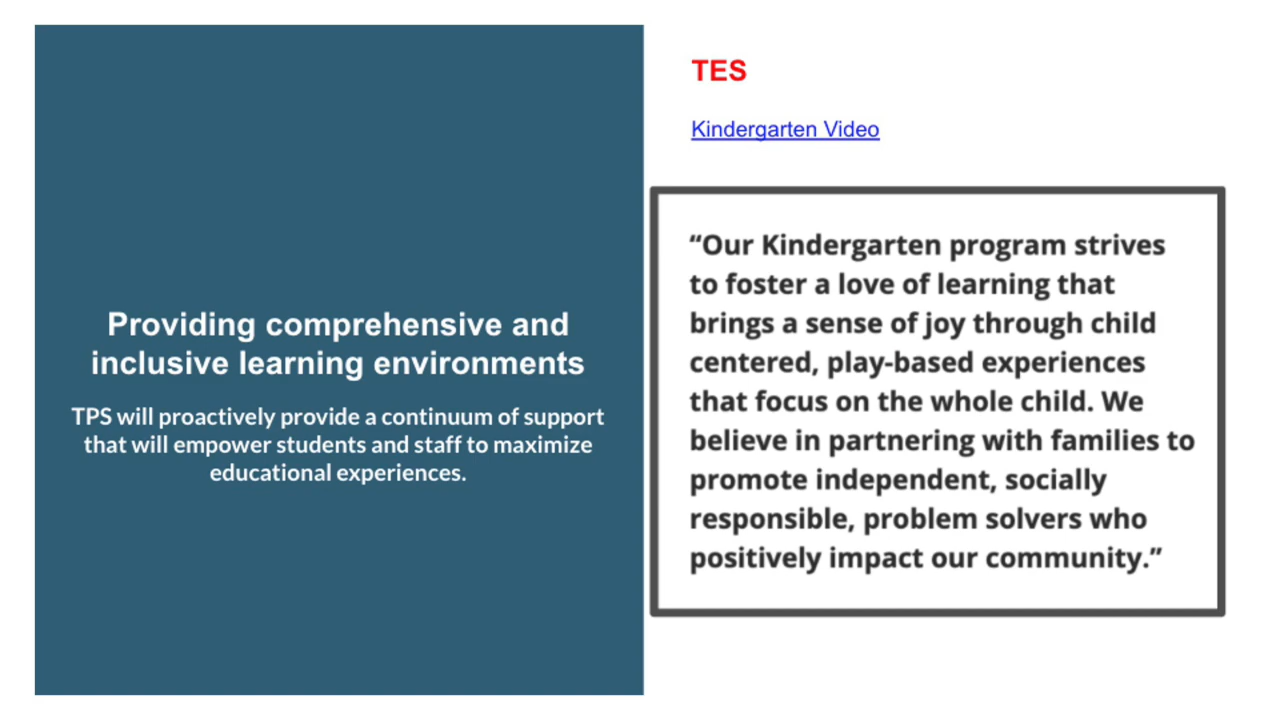 Providing comprehensive and
inclusive learning environments
TPS will proactively provide a continuum of support
that will empower students and staff to maximize
educational experiences.
TES
Kindergarten Video
“Our Kindergarten program strives
to foster a love of learning that
brings a sense of joy through child
centered, play-based experiences
that focus on the whole child. We
believe in partnering with families to
promote independent, socially
responsible, problem solvers who
positively impact our community.”